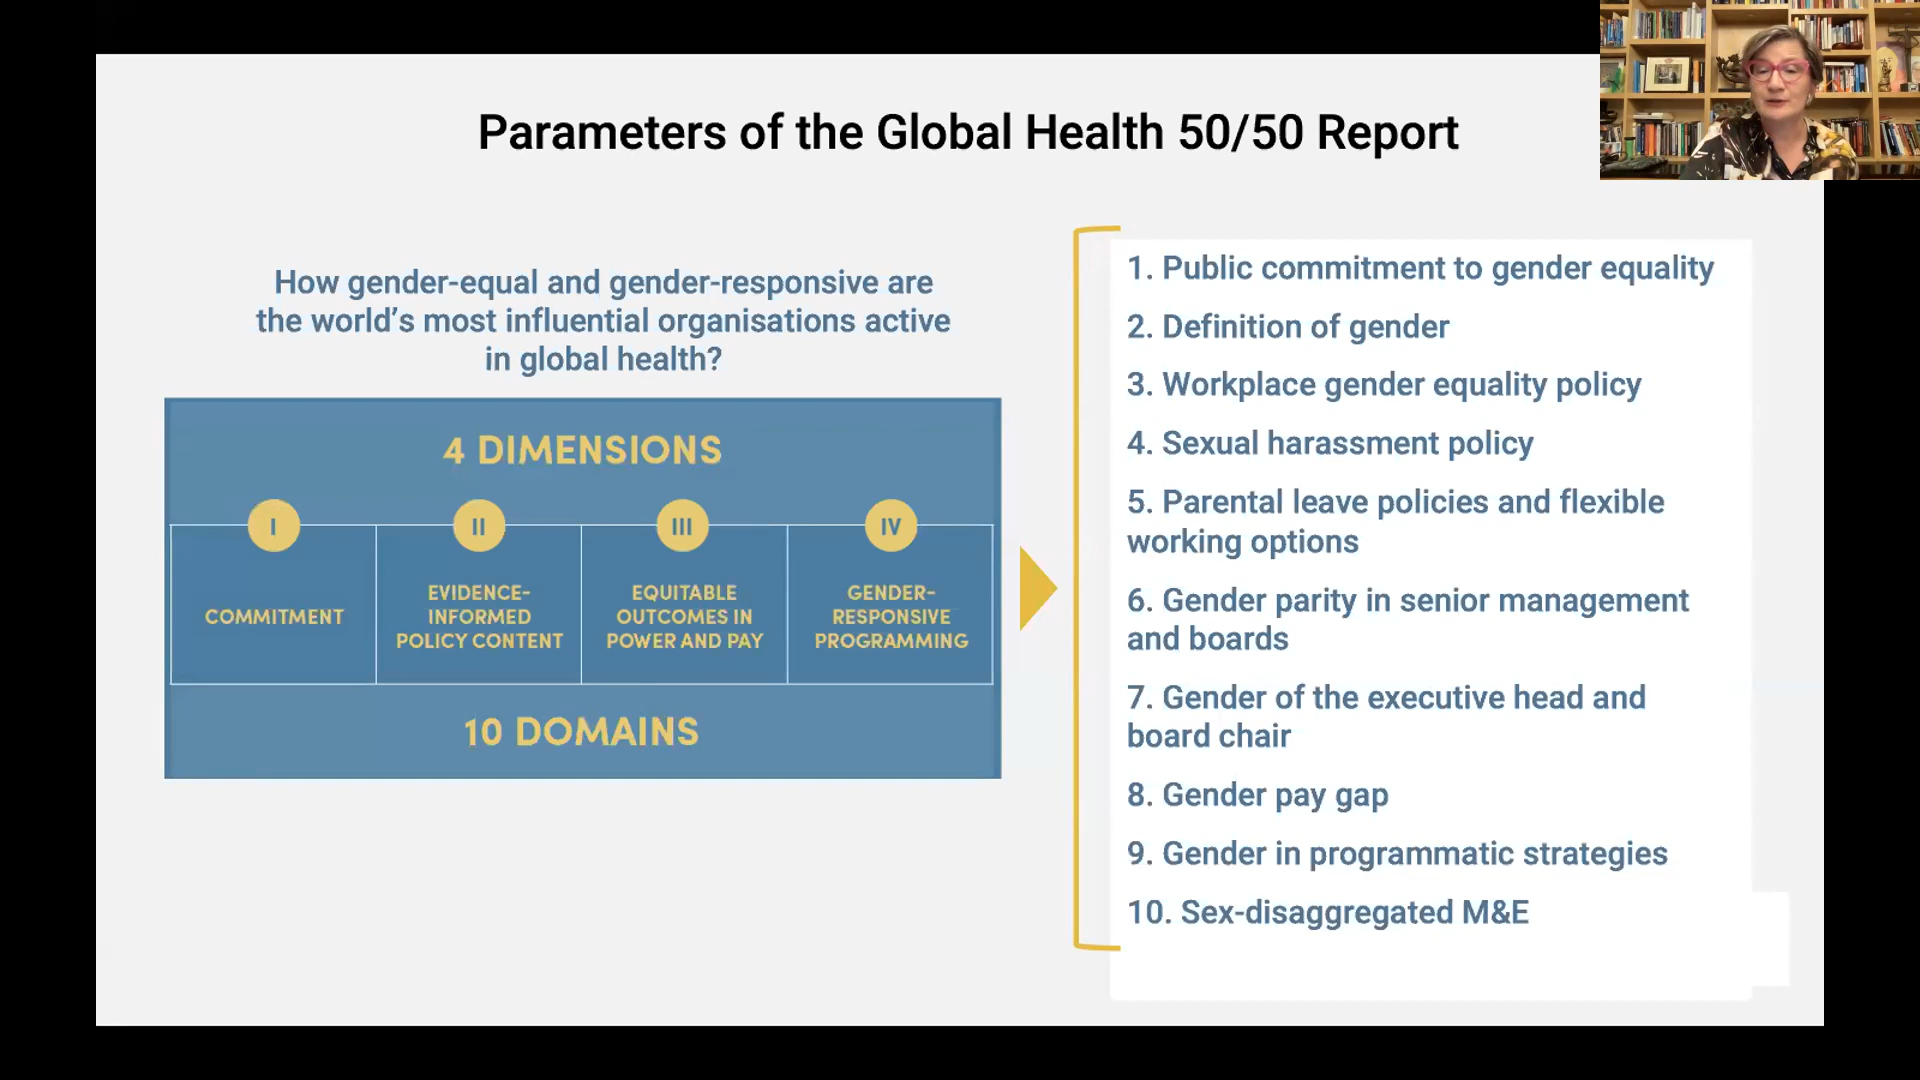 Parameters of the Global Health 50/50 Report
How gender-equal and gender-responsive are
the world’s most influential organisations active
in global health?
4 DIMENSIONS
I
II
III
IV
COMMITMENT
EVIDENCE-
INFORMED
POLICY CONTENT
EQUITABLE
OUTCOMES IN
POWER AND PAY
GENDER-
RESPONSIVE
PROGRAMMING
10 DOMAINS
1. Public commitment to gender equality
2. Definition of gender
3. Workplace gender equality policy
4. Sexual harassment policy
5. Parental leave policies and flexible
working options
6. Gender parity in senior management
and boards
7. Gender of the executive head and
board chair
8. Gender pay gap
9. Gender in programmatic strategies
10. Sex-disaggregated M&E